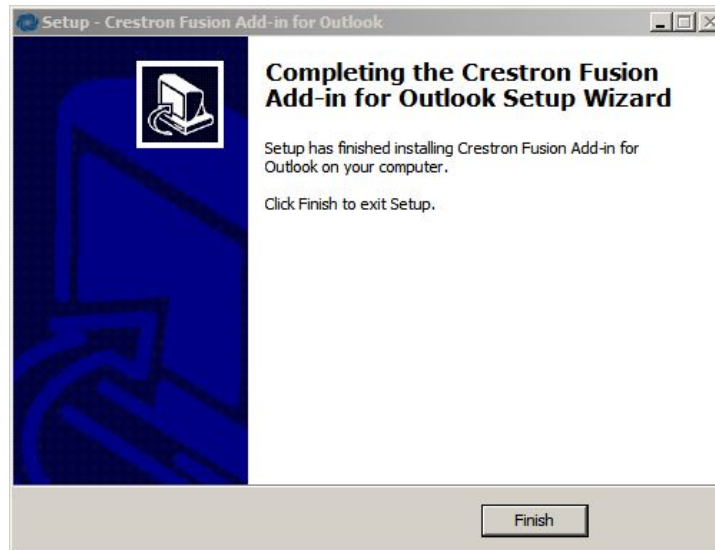 Setup - Crestron Fusion Add-in for Outlook
Completing the Crestron Fusion
Add-in for Outlook Setup Wizard
Setup has finished installing Crestron Fusion Add-in for
Outlook on your computer.
Click Finish to exit Setup.
Finish